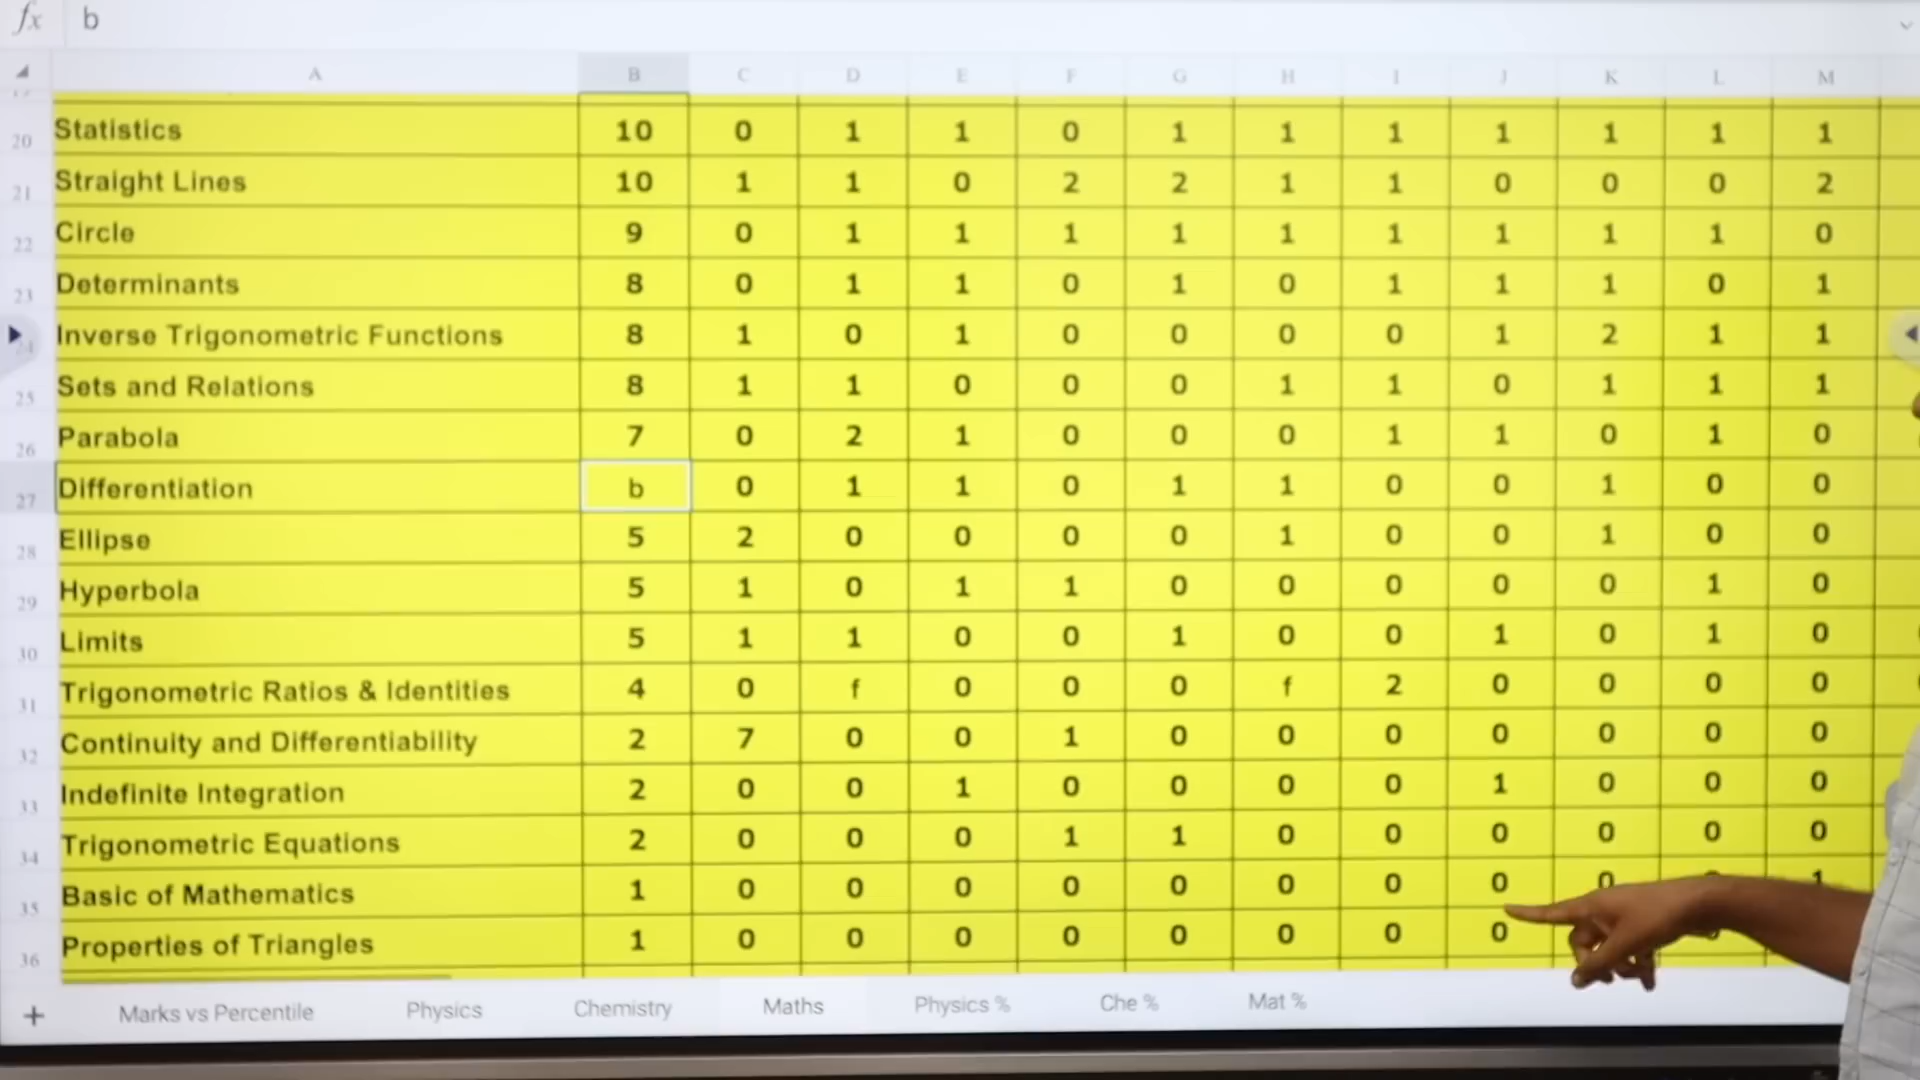 fx b
A B C D E F G H I J K L M
20 Statistics 10 0 1 1 0 1 1 1 1 1 1 1
21 Straight Lines 10 1 1 0 2 2 1 1 0 0 0 2
22 Circle 9 0 1 1 1 1 1 1 1 1 1 0
23 Determinants 8 0 1 1 0 1 0 1 1 1 0 1
24 Inverse Trigonometric Functions 8 1 0 1 0 0 0 0 1 2 1 1
25 Sets and Relations 8 1 1 0 0 0 1 1 0 1 1 1
26 Parabola 7 0 2 1 0 0 0 1 1 0 1 0
27 Differentiation b 0 1 1 0 1 1 0 0 1 0 0
28 Ellipse 5 2 0 0 0 0 1 0 0 1 0 0
29 Hyperbola 5 1 0 1 1 0 0 0 0 0 1 0
30 Limits 5 1 1 0 0 1 0 0 1 0 1 0
31 Trigonometric Ratios & Identities 4 0 f 0 0 0 f 2 0 0 0 0
32 Continuity and Differentiability 2 7 0 0 1 0 0 0 0 0 0 0
33 Indefinite Integration 2 0 0 1 0 0 0 0 1 0 0 0
34 Trigonometric Equations 2 0 0 0 1 1 0 0 0 0 0 0
35 Basic of Mathematics 1 0 0 0 0 0 0 0 0 0 1
36 Properties of Triangles 1 0 0 0 0 0 0 0 0
+ Marks vs Percentile Physics Chemistry Maths Physics % Che % Mat %